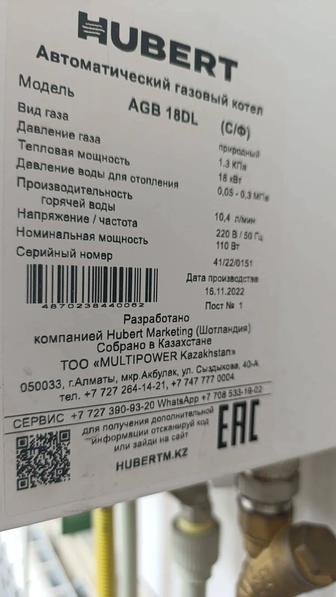 HUBERT
Автоматический газовый котел
Модель AGB 18DL (С/Ф)
Вид газа природный
Давление газа 1.3 КПа
Тепловая мощность 18 кВт
Давление воды для отопления 0,05 - 0,3 МПа
Производительность
горячей воды 10,4 л/мин
Напряжение / частота 220 В / 50 Гц
Номинальная мощность 110 Вт
Серийный номер 41/22/0151
Дата производства
15.11.2022
4870238440062 Пост № 1
Разработано
компанией Hubert Marketing (Шотландия)
Собрано в Казахстане
ТОО «MULTIPOWER Kazakhstan»
050033, г.Алматы, мкр.Акбулак, ул. Сыздыкова, 40-А
тел. +7 727 264-14-21, +7 747 777 0004
СЕРВИС +7 727 390-93-20 WhatsApp +7 708 533-19-02
для получения дополнительной
информации отсканируй код
или зайди на сайт
HUBERTM.KZ
EAC